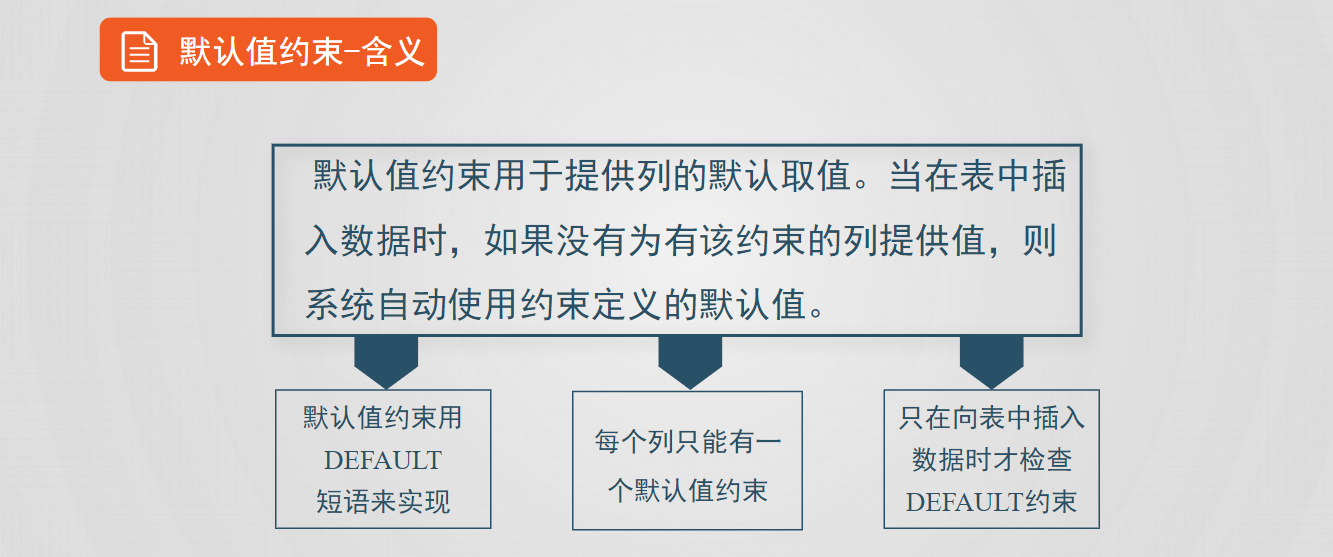 默认值约束-含义
默认值约束用于提供列的默认取值。当在表中插
入数据时，如果没有为有该约束的列提供值，则
系统自动使用约束定义的默认值。
默认值约束用
DEFAULT
短语来实现
每个列只能有一
个默认值约束
只在向表中插入
数据时才检查
DEFAULT约束